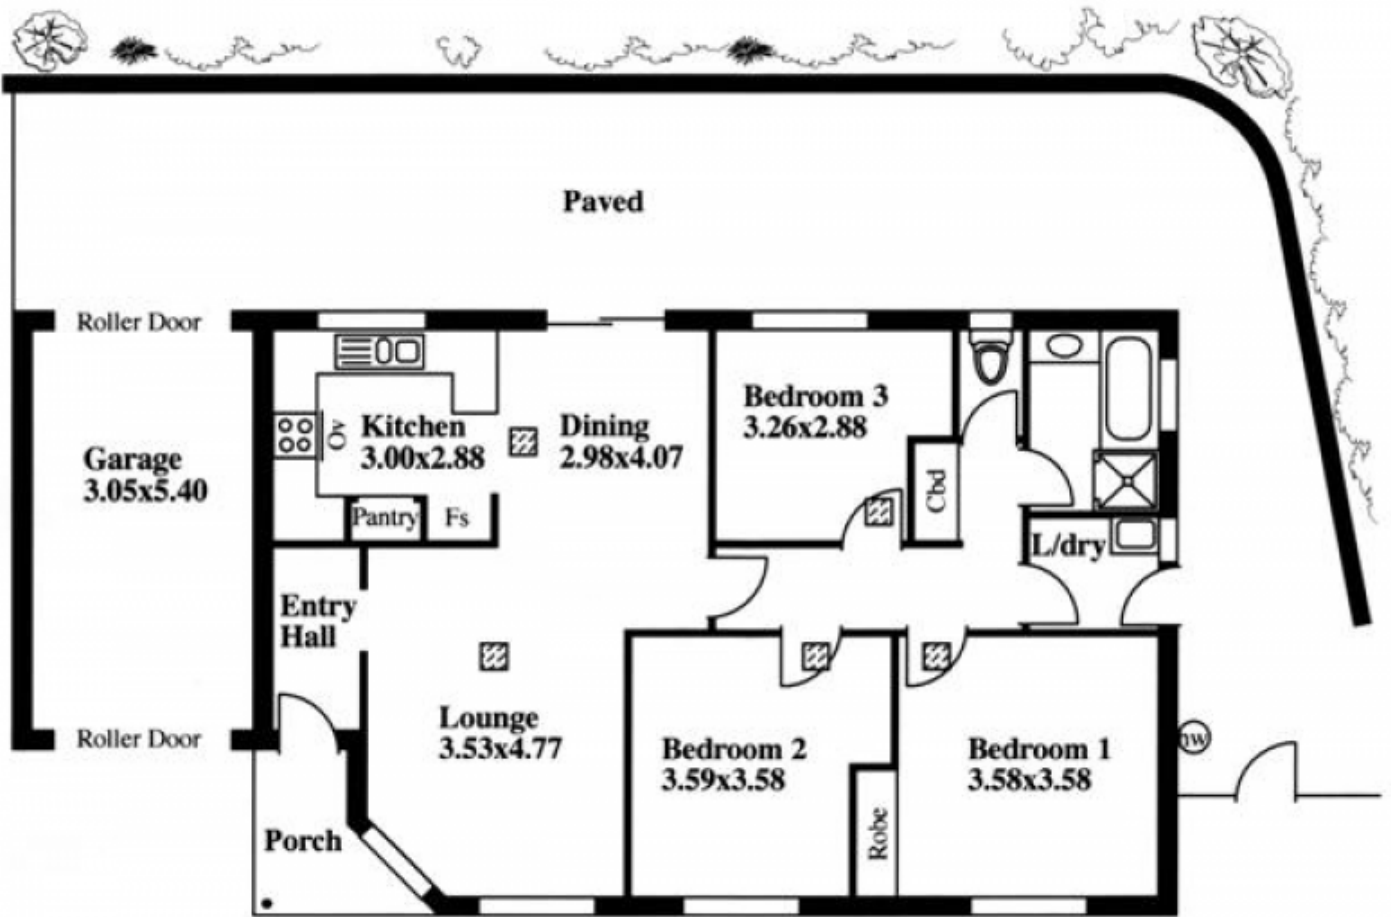 Paved
Roller Door
Garage
3.05x5.40
Roller Door
Ov
Kitchen
3.00x2.88
Pantry
Fs
Dining
2.98x4.07
Bedroom 3
3.26x2.88
Cbd
L/dry
Entry
Hall
Lounge
3.53x4.77
Porch
Bedroom 2
3.59x3.58
Robe
Bedroom 1
3.58x3.58
hw